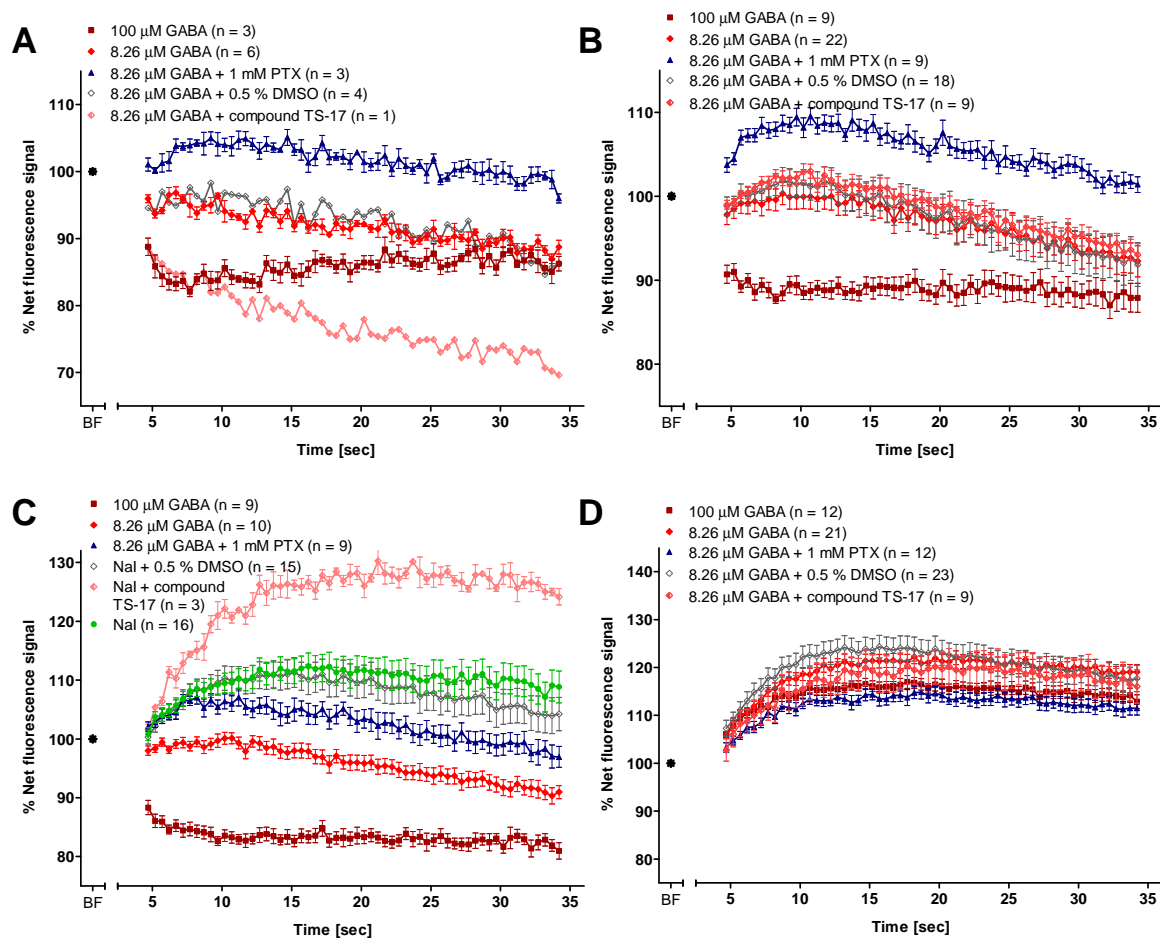 A
100 μM GABA (n = 3)
8.26 μM GABA (n = 6)
8.26 μM GABA + 1 mM PTX (n = 3)
8.26 μM GABA + 0.5 % DMSO (n = 4)
8.26 μM GABA + compound TS-17 (n = 1)
% Net fluorescence signal
110
100
90
80
70
BF
5
10
15
20
25
30
35
Time [sec]
B
100 μM GABA (n = 9)
8.26 μM GABA (n = 22)
8.26 μM GABA + 1 mM PTX (n = 9)
8.26 μM GABA + 0.5 % DMSO (n = 18)
8.26 μM GABA + compound TS-17 (n = 9)
% Net fluorescence signal
110
100
90
80
BF
5
10
15
20
25
30
35
Time [sec]
C
100 μM GABA (n = 9)
8.26 μM GABA (n = 10)
8.26 μM GABA + 1 mM PTX (n = 9)
NaI + 0.5 % DMSO (n = 15)
NaI + compound
TS-17 (n = 3)
NaI (n = 16)
% Net fluorescence signal
130
120
110
100
90
80
BF
5
10
15
20
25
30
35
Time [sec]
D
100 μM GABA (n = 12)
8.26 μM GABA (n = 21)
8.26 μM GABA + 1 mM PTX (n = 12)
8.26 μM GABA + 0.5 % DMSO (n = 23)
8.26 μM GABA + compound TS-17 (n = 9)
% Net fluorescence signal
140
130
120
110
100
90
80
BF
5
10
15
20
25
30
35
Time [sec]